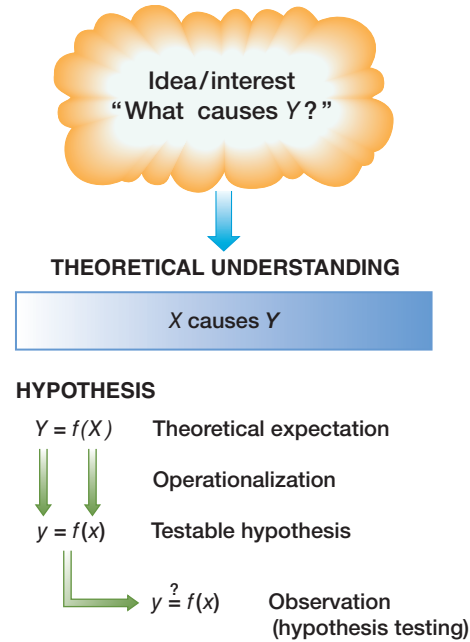 Idea/interest
“What causes Y?”
THEORETICAL UNDERSTANDING
X causes Y
HYPOTHESIS
Y = f(X) Theoretical expectation
Operationalization
y = f(x) Testable hypothesis
y ≟ f(x) Observation
(hypothesis testing)